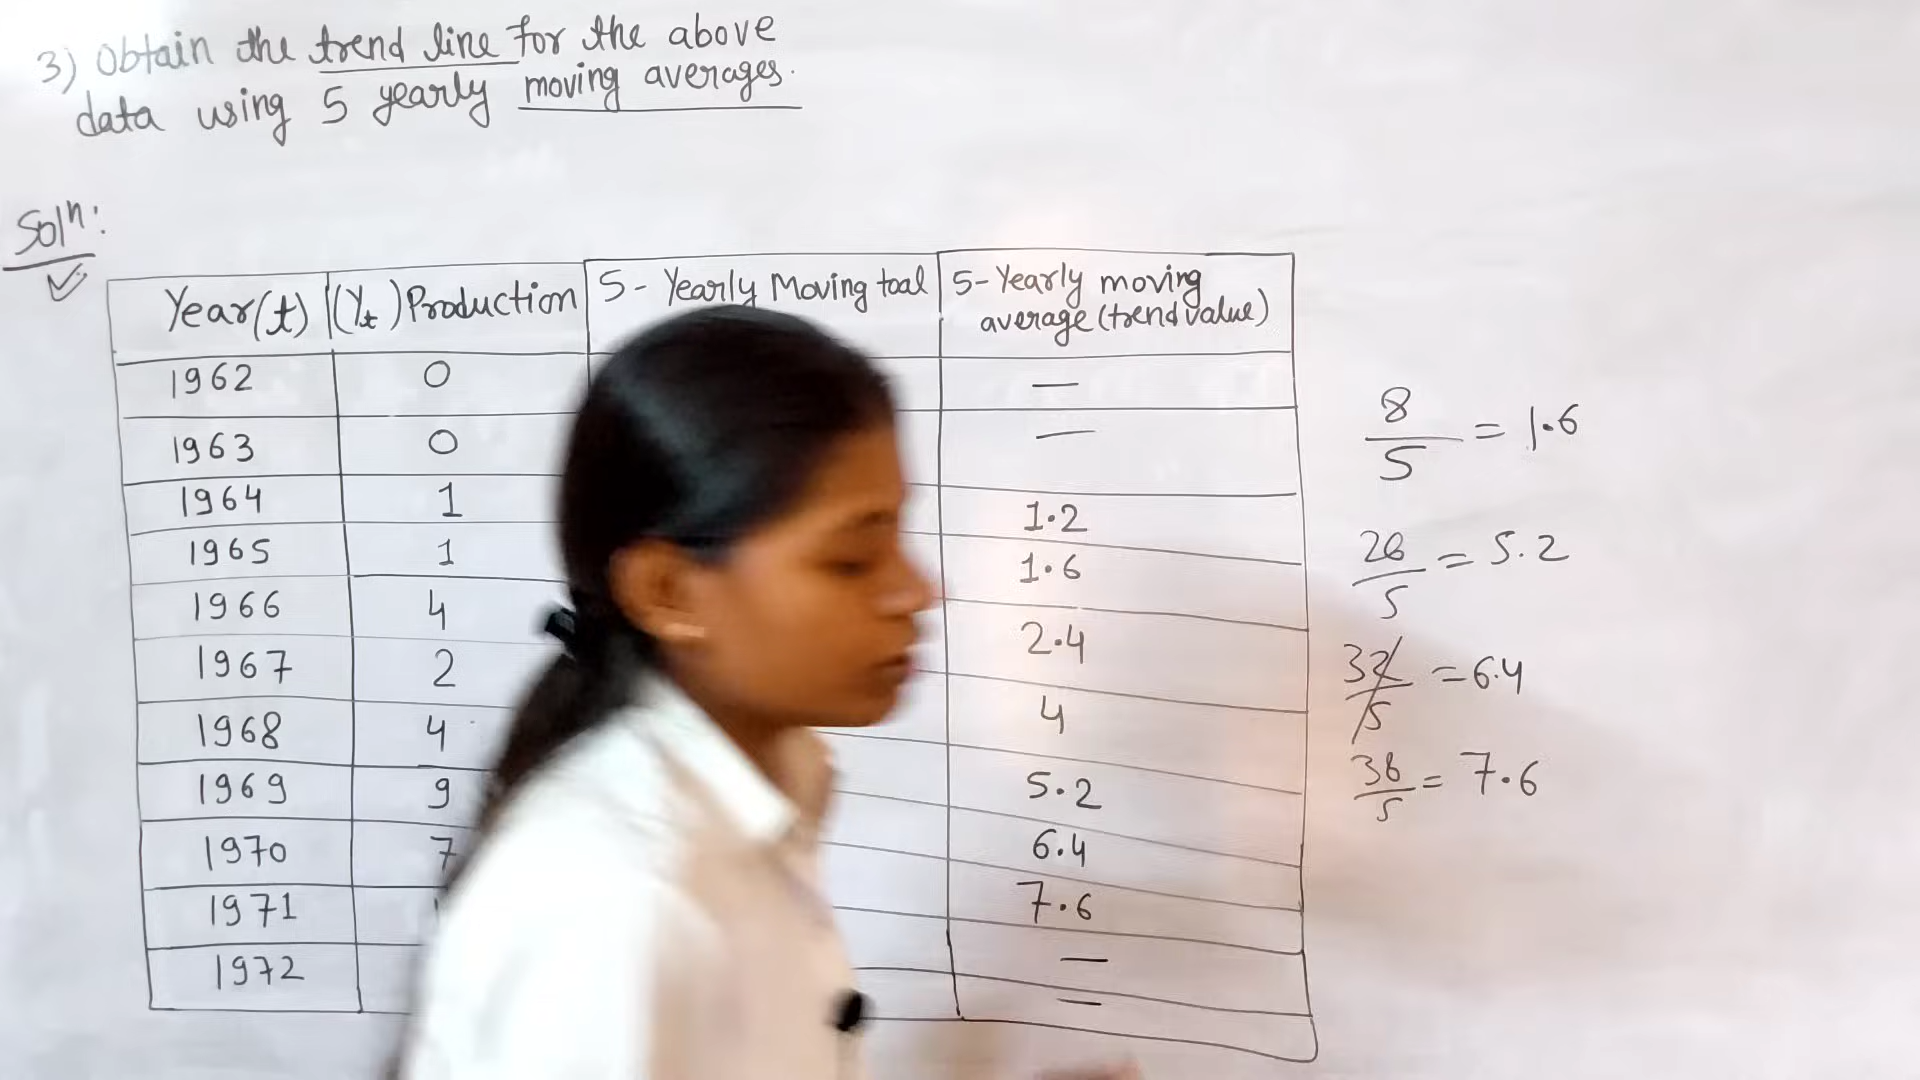 3) Obtain the trend line for the above
data using 5 yearly moving averages.
Solⁿ:
Year(t) (Yt) Production 5- Yearly Moving toal 5-Yearly moving average (trend value)
1962 0 —
1963 0 —
1964 1 1.2
1965 1 1.6
1966 4 2.4
1967 2 4
1968 4 5.2
1969 9 6.4
1970 7 7.6
1971 —
1972 —
8/5 = 1.6
26/5 = 5.2
32/5 = 6.4
38/5 = 7.6